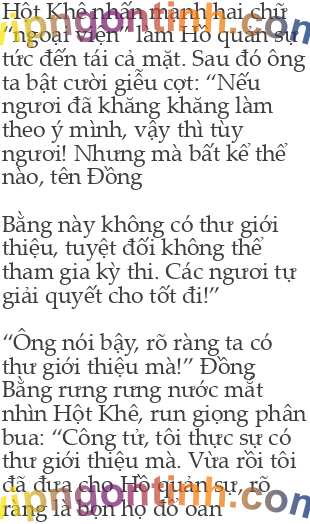 Hột Khê nhấn mạnh hai chữ
“ngoại viện” làm Hồ quản sự
tức đến tái cả mặt. Sau đó ông
ta bật cười giễu cợt: “Nếu
ngươi đã khăng khăng làm
theo ý mình, vậy thì tùy
ngươi! Nhưng mà bất kể thế
nào, tên Đồng
Bằng này không có thư giới
thiệu, tuyệt đối không thể
tham gia kỳ thi. Các ngươi tự
giải quyết cho tốt đi!”
“Ông nói bậy, rõ ràng ta có
thư giới thiệu mà!” Đồng
Bằng rưng rưng nước mắt
nhìn Hột Khê, run giọng phân
bua: “Công tử, tôi thực sự có
thư giới thiệu mà. Vừa rồi tôi
đã đưa cho Hồ quản sự, rõ
ràng là bọn họ đổ oan
vipngontinh.com
vipngontinh.com